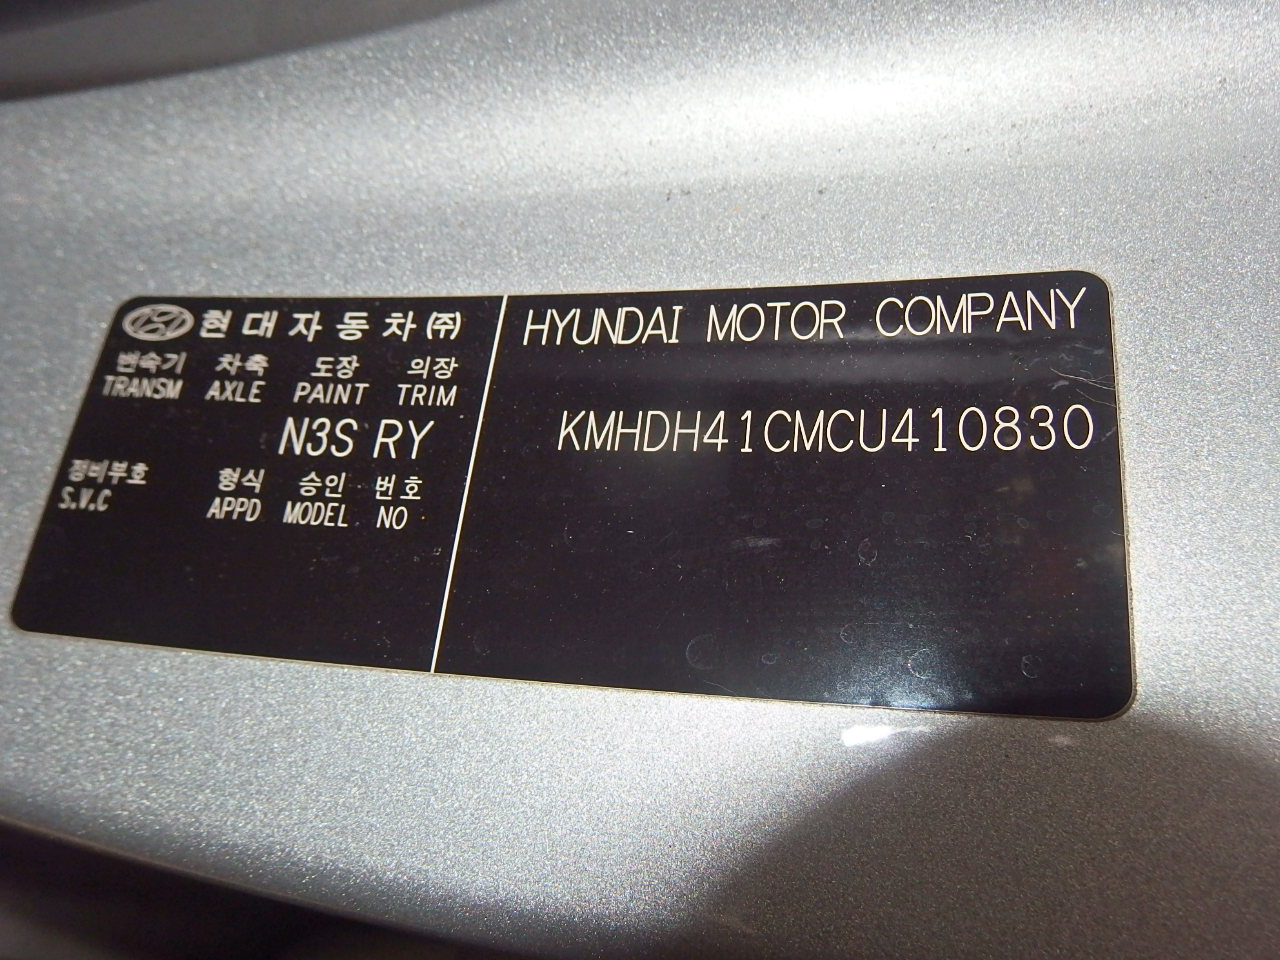 현대자동차㈜
변속기 차축 도장 의장
TRANSM AXLE PAINT TRIM
N3S RY
정비부호 형식 승인 번호
S.V.C APPD MODEL NO
HYUNDAI MOTOR COMPANY
KMHDH41CMCU410830